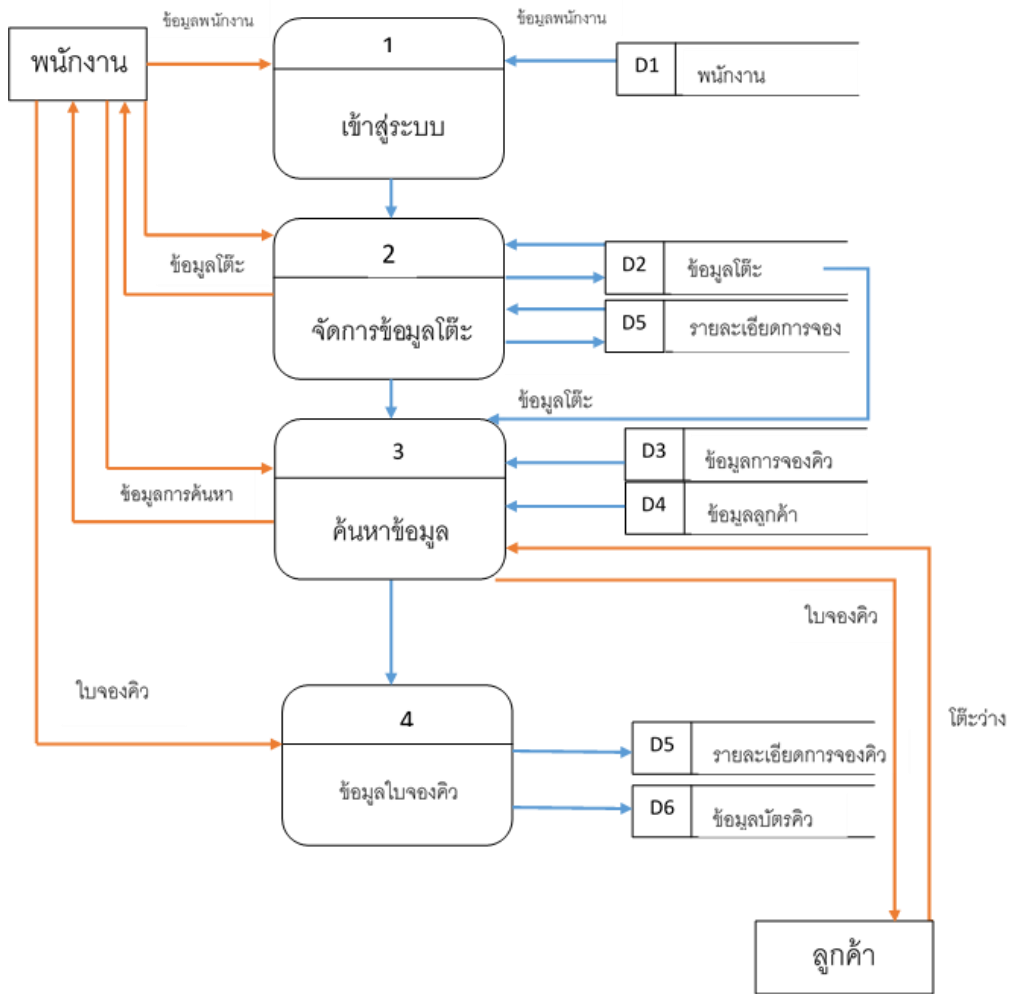 ข้อมูลพนักงาน
ข้อมูลพนักงาน
พนักงาน
1
เข้าสู่ระบบ
D1
พนักงาน
2
จัดการข้อมูลโต๊ะ
ข้อมูลโต๊ะ
D2
ข้อมูลโต๊ะ
D5
รายละเอียดการจอง
ข้อมูลโต๊ะ
3
ค้นหาข้อมูล
ข้อมูลการค้นหา
D3
ข้อมูลการจองคิว
D4
ข้อมูลลูกค้า
ใบจองคิว
โต๊ะว่าง
ใบจองคิว
4
ข้อมูลใบจองคิว
D5
รายละเอียดการจองคิว
D6
ข้อมูลบัตรคิว
ลูกค้า